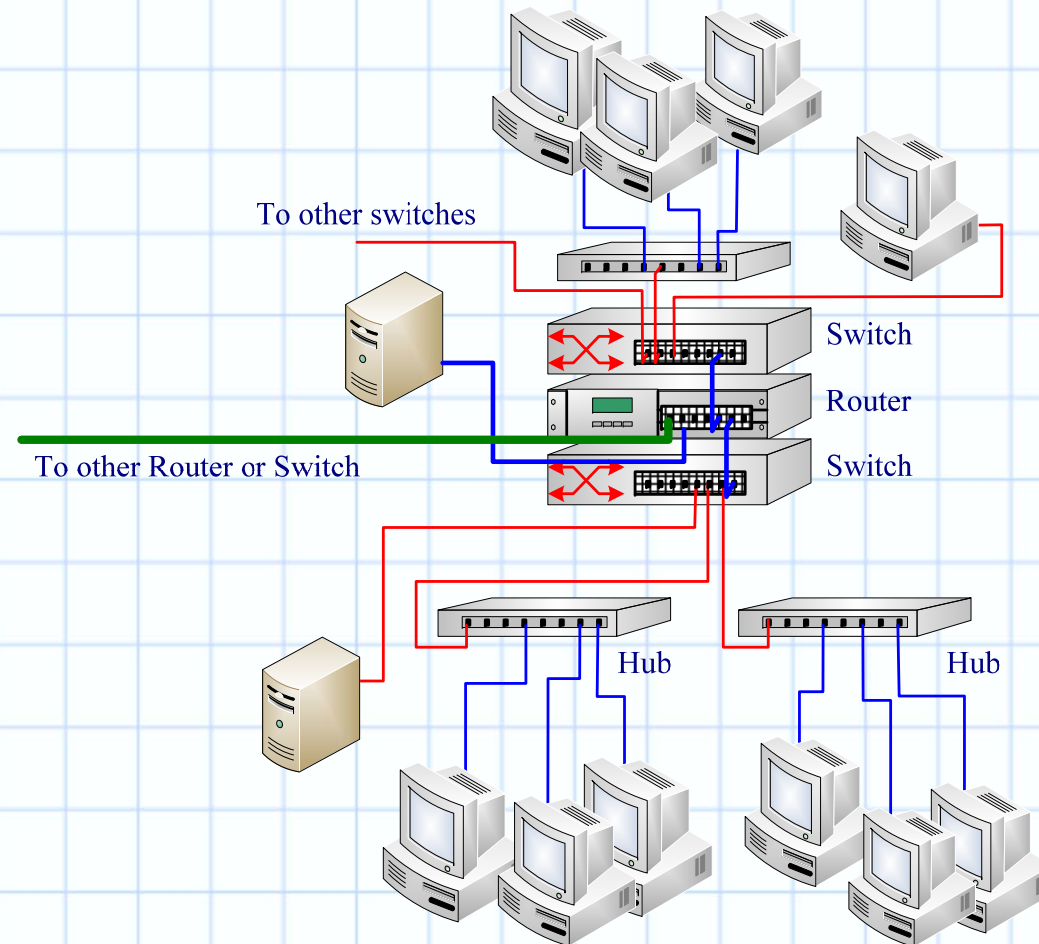 To other switches
Switch
Router
To other Router or Switch
Switch
Hub
Hub